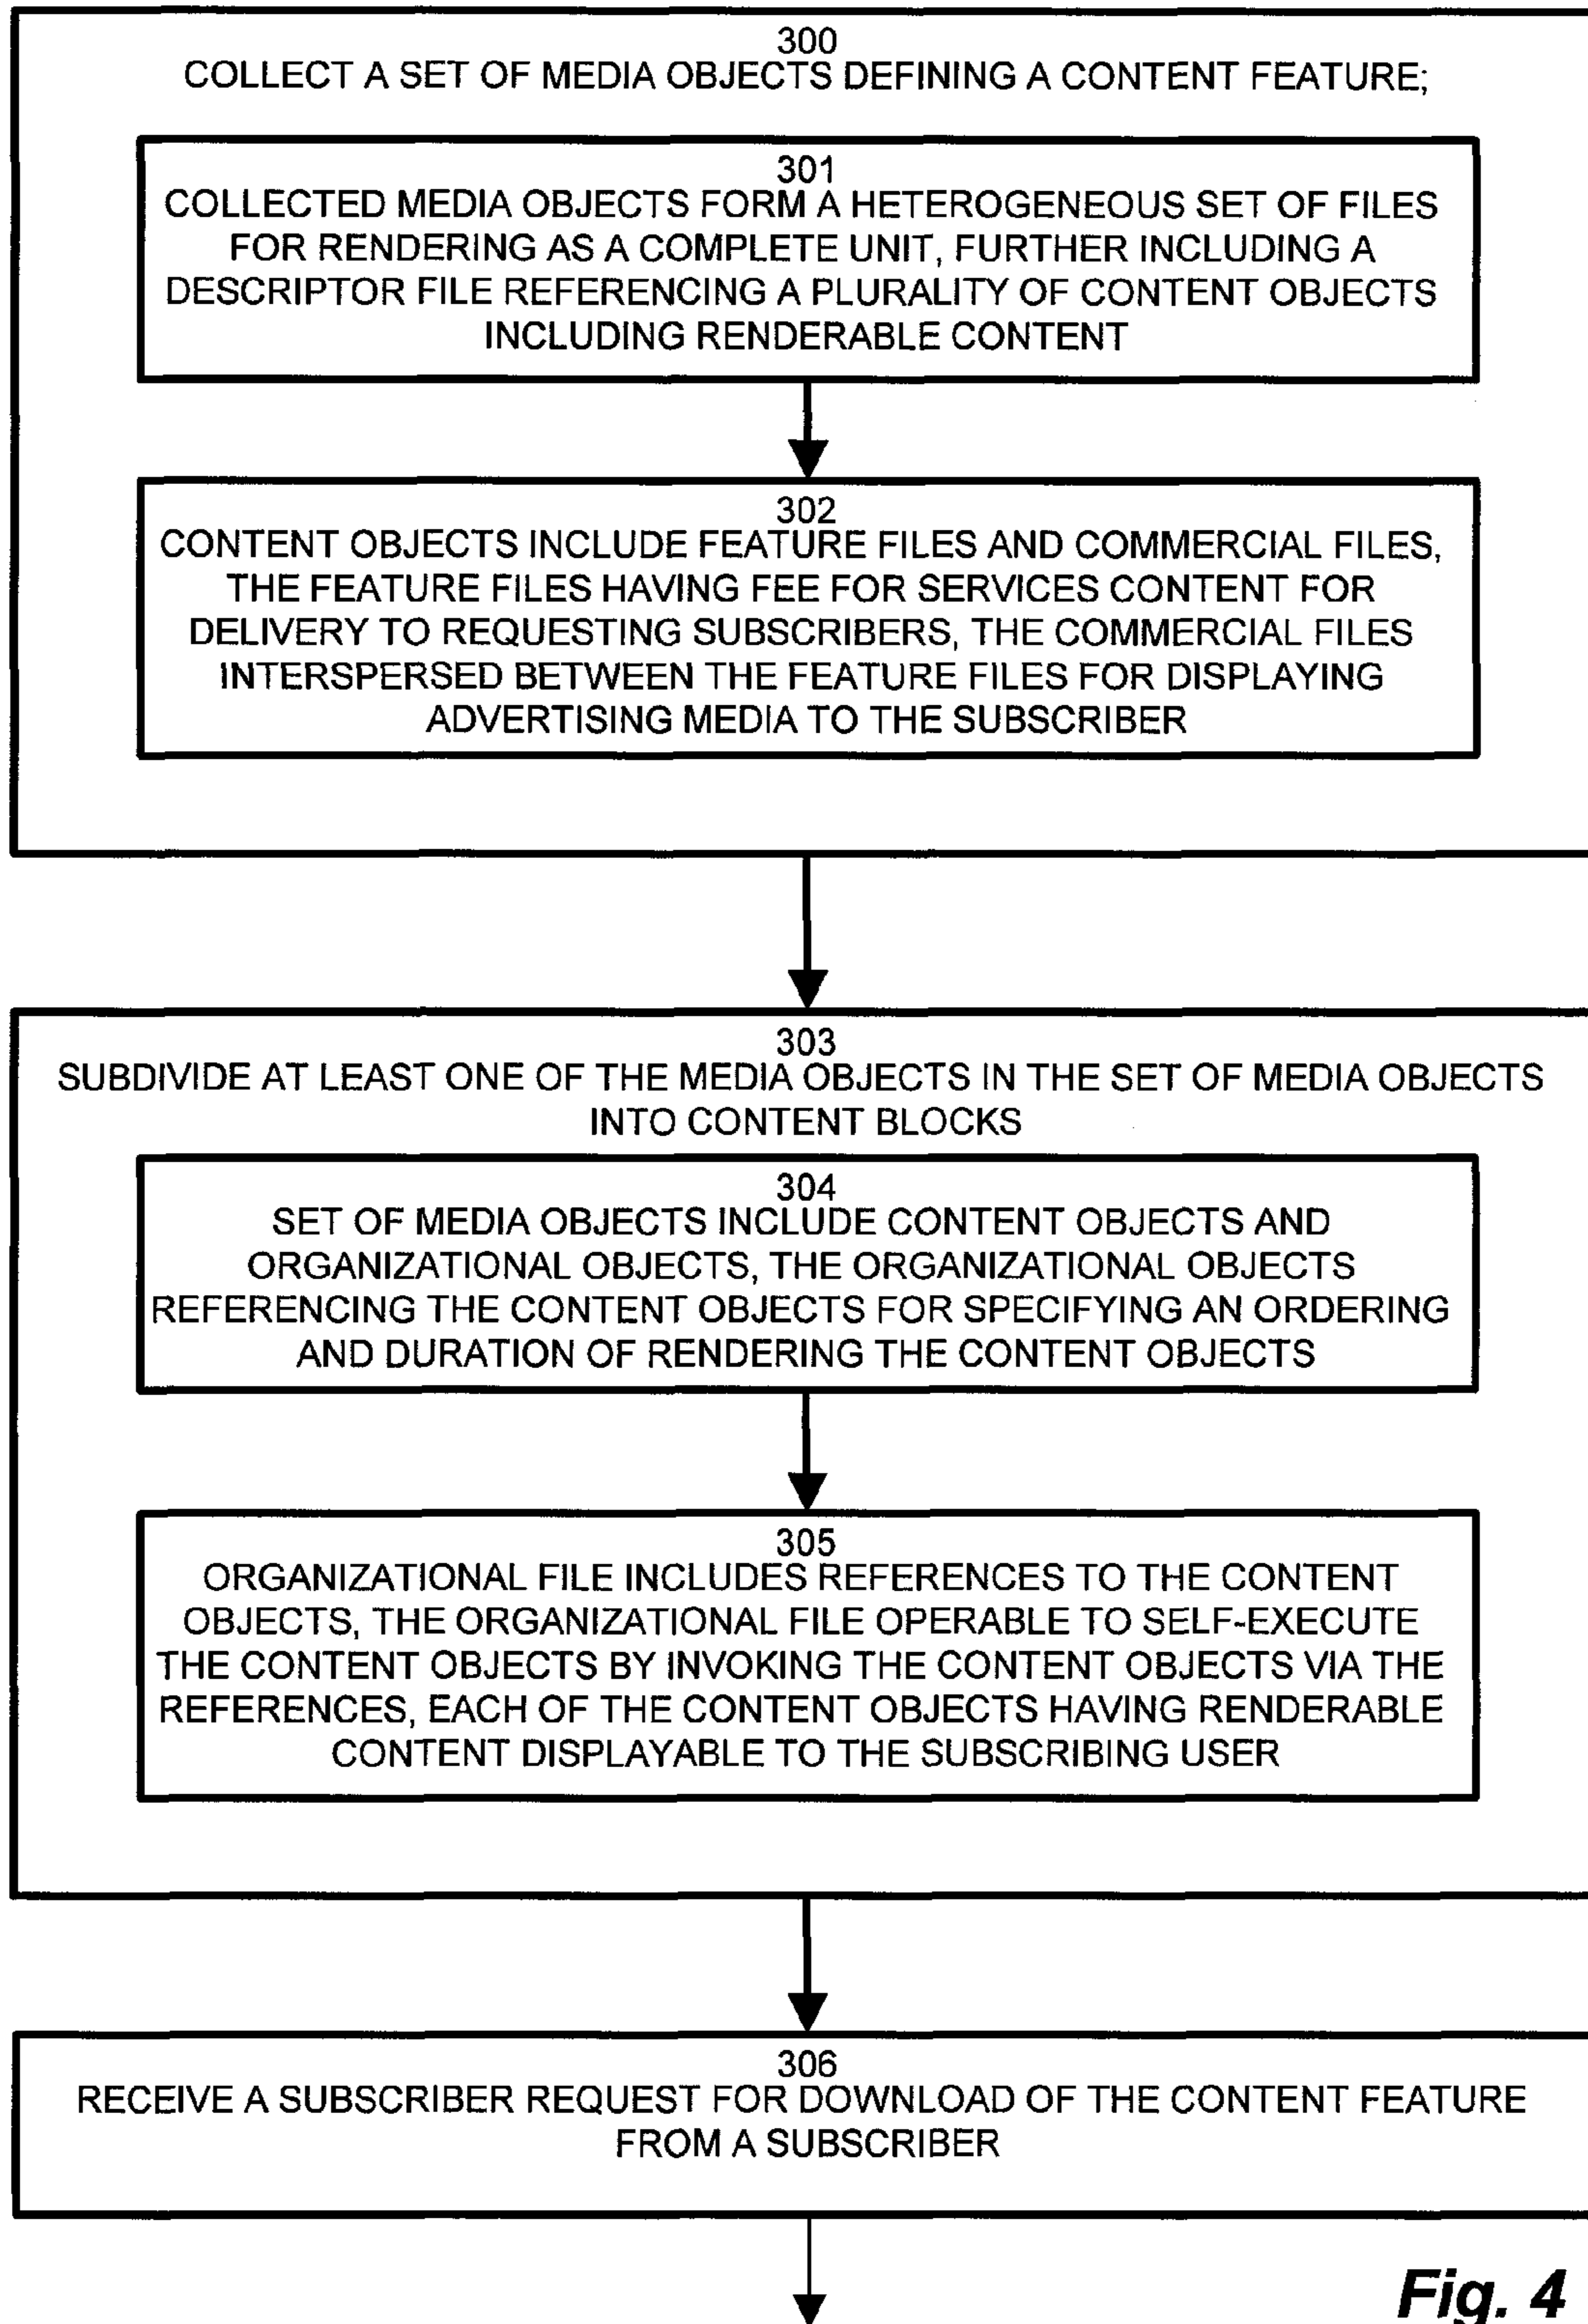 300
COLLECT A SET OF MEDIA OBJECTS DEFINING A CONTENT FEATURE;
301
COLLECTED MEDIA OBJECTS FORM A HETEROGENEOUS SET OF FILES
FOR RENDERING AS A COMPLETE UNIT, FURTHER INCLUDING A
DESCRIPTOR FILE REFERENCING A PLURALITY OF CONTENT OBJECTS
INCLUDING RENDERABLE CONTENT
302
CONTENT OBJECTS INCLUDE FEATURE FILES AND COMMERCIAL FILES,
THE FEATURE FILES HAVING FEE FOR SERVICES CONTENT FOR
DELIVERY TO REQUESTING SUBSCRIBERS, THE COMMERCIAL FILES
INTERSPERSED BETWEEN THE FEATURE FILES FOR DISPLAYING
ADVERTISING MEDIA TO THE SUBSCRIBER
303
SUBDIVIDE AT LEAST ONE OF THE MEDIA OBJECTS IN THE SET OF MEDIA OBJECTS
INTO CONTENT BLOCKS
304
SET OF MEDIA OBJECTS INCLUDE CONTENT OBJECTS AND
ORGANIZATIONAL OBJECTS, THE ORGANIZATIONAL OBJECTS
REFERENCING THE CONTENT OBJECTS FOR SPECIFYING AN ORDERING
AND DURATION OF RENDERING THE CONTENT OBJECTS
305
ORGANIZATIONAL FILE INCLUDES REFERENCES TO THE CONTENT
OBJECTS, THE ORGANIZATIONAL FILE OPERABLE TO SELF-EXECUTE
THE CONTENT OBJECTS BY INVOKING THE CONTENT OBJECTS VIA THE
REFERENCES, EACH OF THE CONTENT OBJECTS HAVING RENDERABLE
CONTENT DISPLAYABLE TO THE SUBSCRIBING USER
306
RECEIVE A SUBSCRIBER REQUEST FOR DOWNLOAD OF THE CONTENT FEATURE
FROM A SUBSCRIBER
Fig. 4